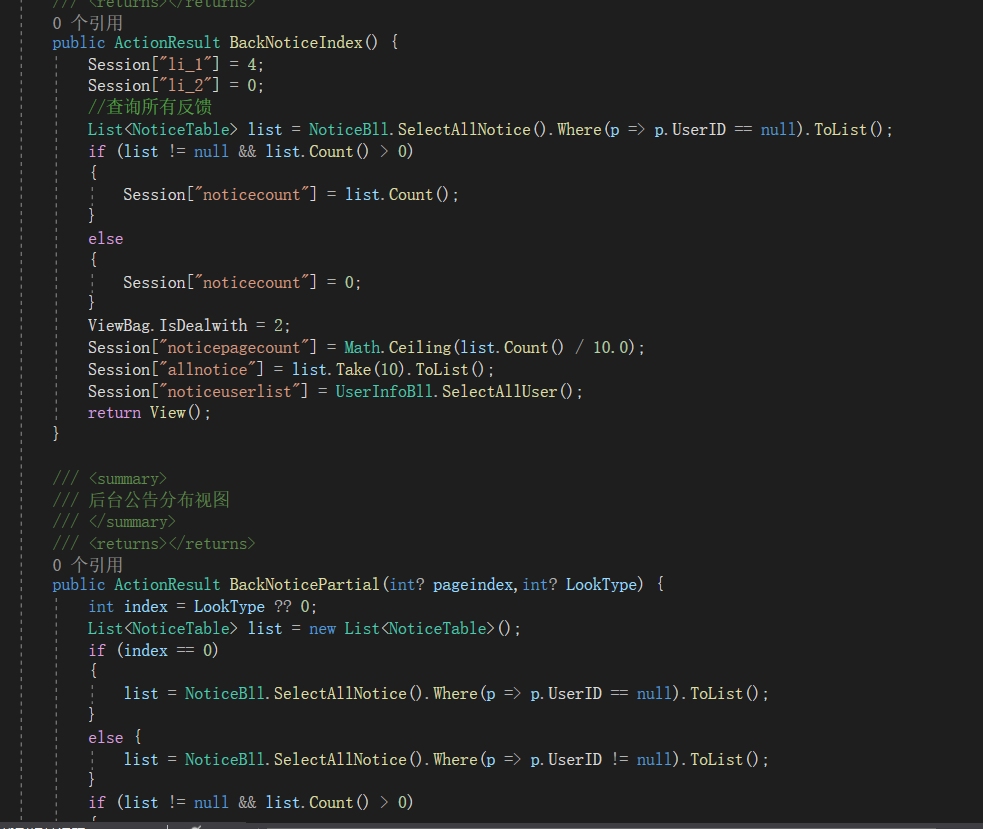 /// <returns></returns>
0 个引用
public ActionResult BackNoticeIndex() {
Session["li_1"] = 4;
Session["li_2"] = 0;
//查询所有反馈
List<NoticeTable> list = NoticeBll.SelectAllNotice().Where(p => p.UserID == null).ToList();
if (list != null && list.Count() > 0)
{
Session["noticecount"] = list.Count();
}
else
{
Session["noticecount"] = 0;
}
ViewBag.IsDealwith = 2;
Session["noticepagecount"] = Math.Ceiling(list.Count() / 10.0);
Session["allnotice"] = list.Take(10).ToList();
Session["noticeuserlist"] = UserInfoBll.SelectAllUser();
return View();
}
/// <summary>
/// 后台公告分布视图
/// </summary>
/// <returns></returns>
0 个引用
public ActionResult BackNoticePartial(int? pageindex,int? LookType) {
int index = LookType ?? 0;
List<NoticeTable> list = new List<NoticeTable>();
if (index == 0)
{
list = NoticeBll.SelectAllNotice().Where(p => p.UserID == null).ToList();
}
else {
list = NoticeBll.SelectAllNotice().Where(p => p.UserID != null).ToList();
}
if (list != null && list.Count() > 0)